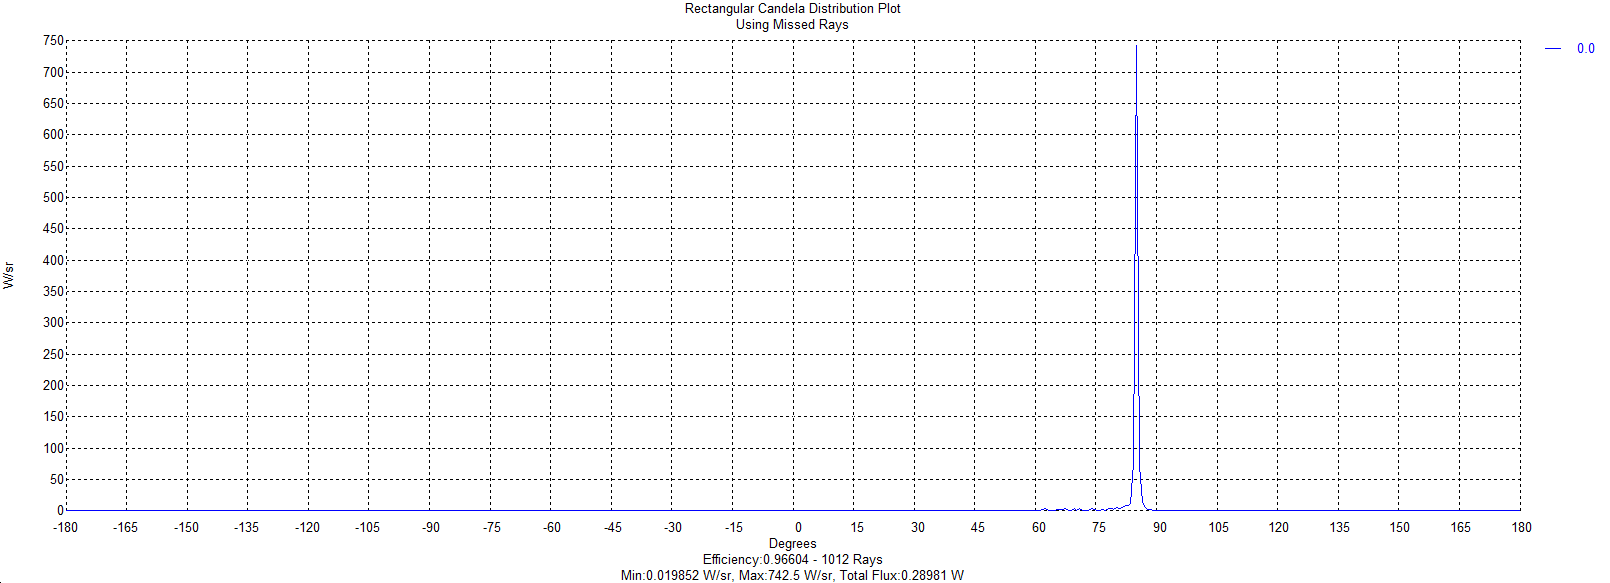 Rectangular Candela Distribution Plot
Using Missed Rays
0.0
750
700
650
600
550
500
450
400
350
300
250
200
150
100
50
0
W/sr
-180 -165 -150 -135 -120 -105 -90 -75 -60 -45 -30 -15 0 15 30 45 60 75 90 105 120 135 150 165 180
Degrees
Efficiency:0.96604 - 1012 Rays
Min:0.019852 W/sr, Max:742.5 W/sr, Total Flux:0.28981 W